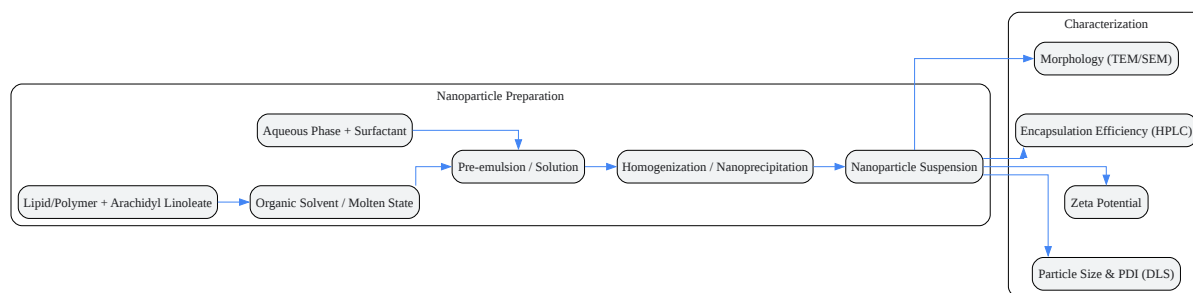 Characterization
Morphology (TEM/SEM)
Nanoparticle Preparation
Aqueous Phase + Surfactant
Encapsulation Efficiency (HPLC)
Pre-emulsion / Solution
Homogenization / Nanoprecipitation
Nanoparticle Suspension
Lipid/Polymer + Arachidyl Linoleate
Organic Solvent / Molten State
Zeta Potential
Particle Size & PDI (DLS)